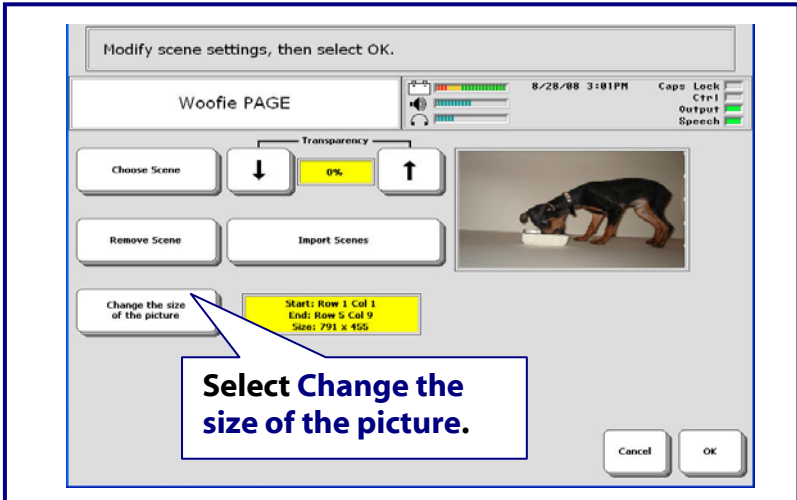 Modify scene settings, then select OK.
Woofie PAGE
8/28/08 3:01PM
Caps Lock
Ctrl
Output
Speech
Transparency
Choose Scene
0%
Remove Scene
Import Scenes
Change the size
of the picture
Start: Row 1 Col 1
End: Row 5 Col 9
Size: 791 x 455
Select Change the
size of the picture.
Cancel
OK